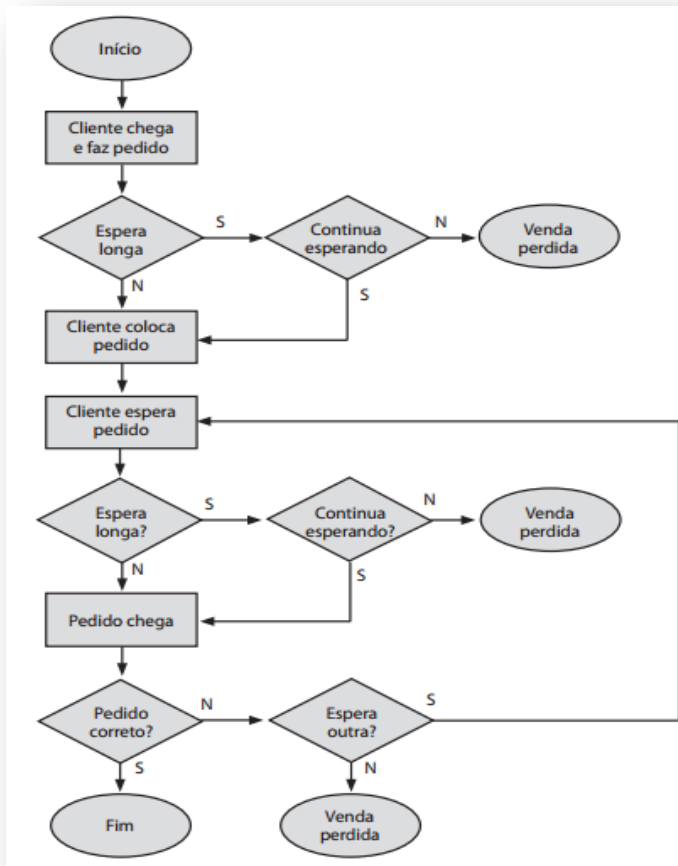 Início
Cliente chega
e faz pedido
Espera
longa
S
Continua
esperando
N
Venda
perdida
N
S
Cliente coloca
pedido
Cliente espera
pedido
Espera
longa?
S
Continua
esperando?
N
Venda
perdida
N
S
Pedido chega
Pedido
correto?
N
Espera
outra?
S
S
N
Fim
Venda
perdida